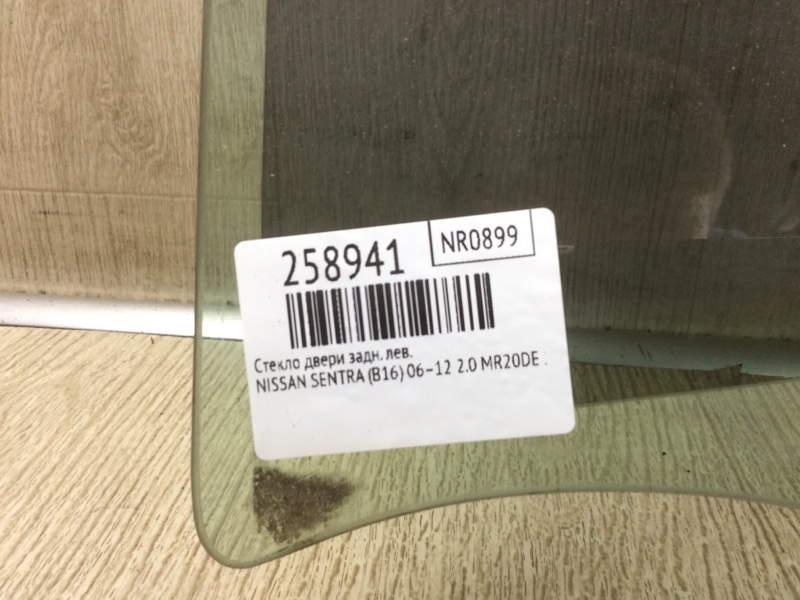 258941
NR0899
Стекло двери задн. лев.
NISSAN SENTRA (B16) 06-12 2.0 MR20DE .